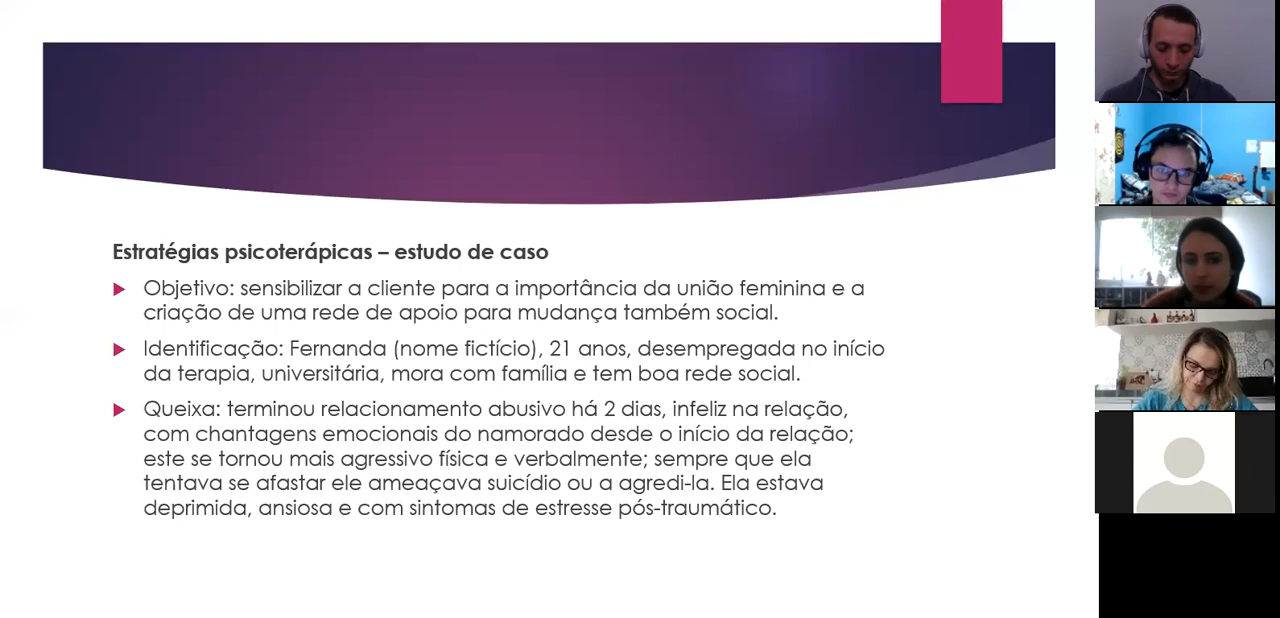 Estratégias psicoterápicas – estudo de caso
Objetivo: sensibilizar a cliente para a importância da união feminina e a
criação de uma rede de apoio para mudança também social.
Identificação: Fernanda (nome fictício), 21 anos, desempregada no início
da terapia, universitária, mora com família e tem boa rede social.
Queixa: terminou relacionamento abusivo há 2 dias, infeliz na relação,
com chantagens emocionais do namorado desde o início da relação;
este se tornou mais agressivo física e verbalmente; sempre que ela
tentava se afastar ele ameaçava suicídio ou a agredi-la. Ela estava
deprimida, ansiosa e com sintomas de estresse pós-traumático.